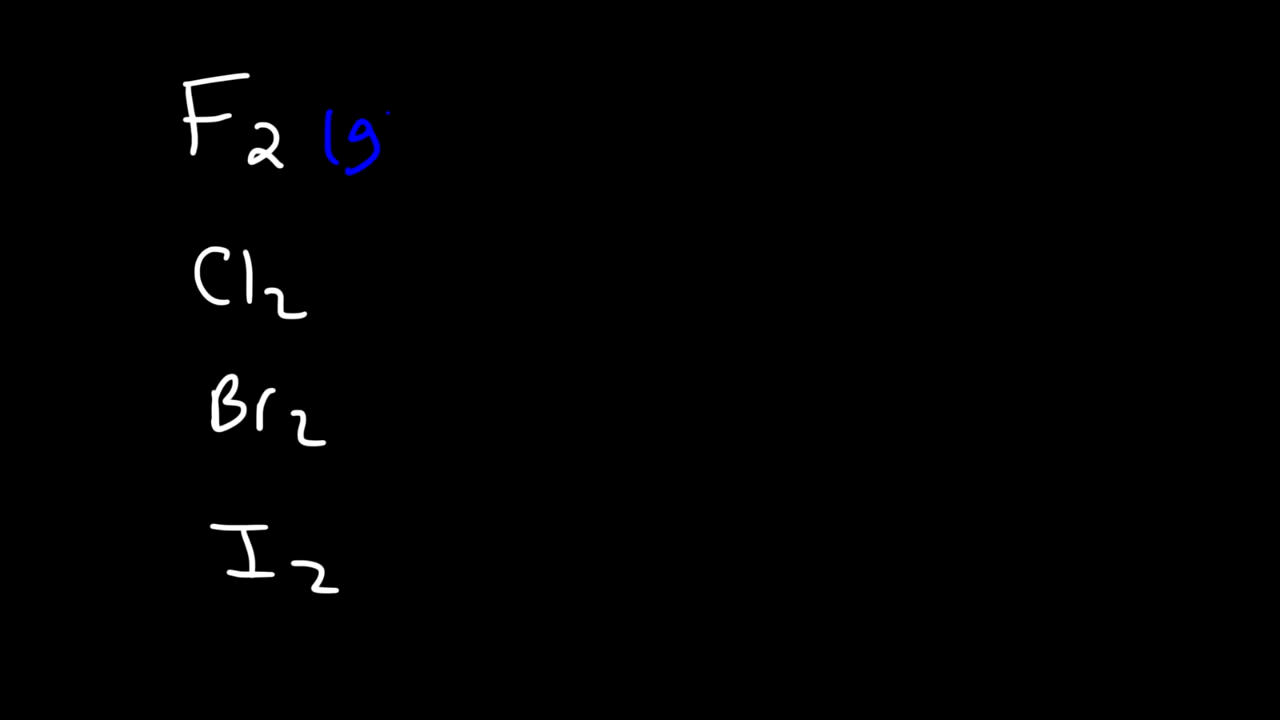 F₂ (g
Cl₂
Br₂
I₂